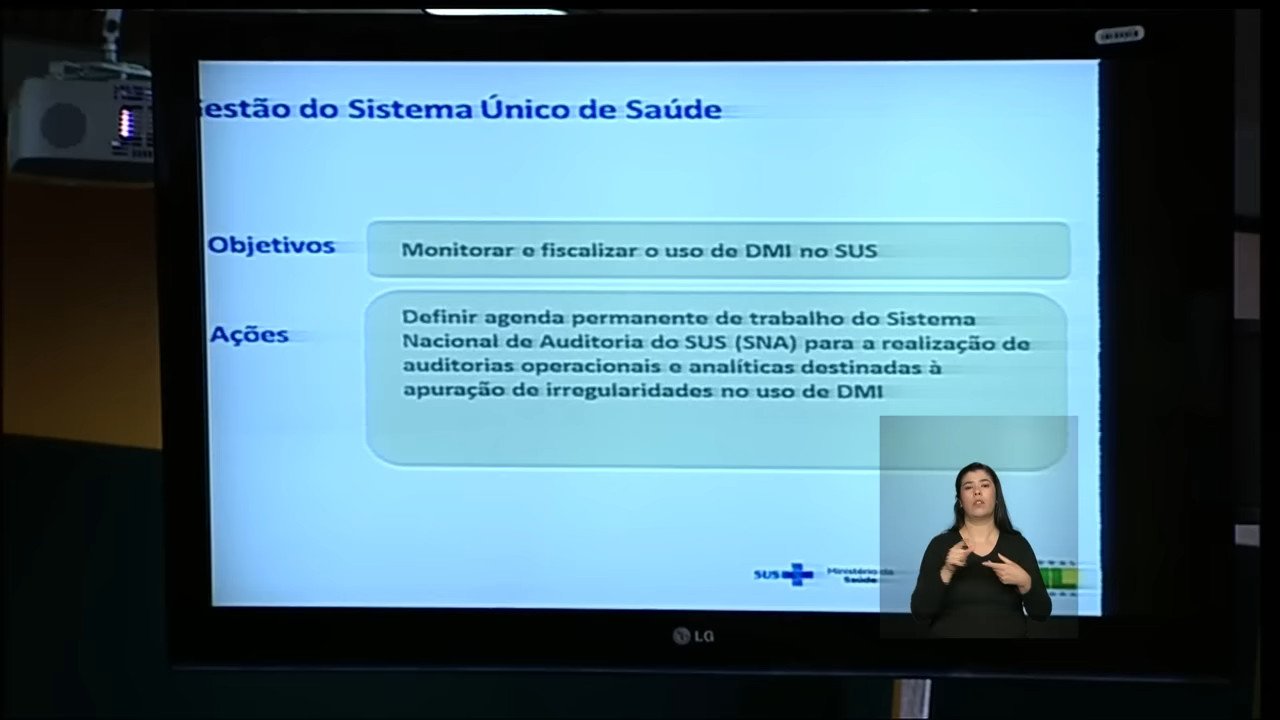 estão do Sistema Único de Saúde
Objetivos
Monitorar e fiscalizar o uso de DMI no SUS
Ações
Definir agenda permanente de trabalho do Sistema
Nacional de Auditoria do SUS (SNA) para a realização de
auditorias operacionais e analíticas destinadas à
apuração de irregularidades no uso de DMI
SUS
Ministério da
Saúde
LG